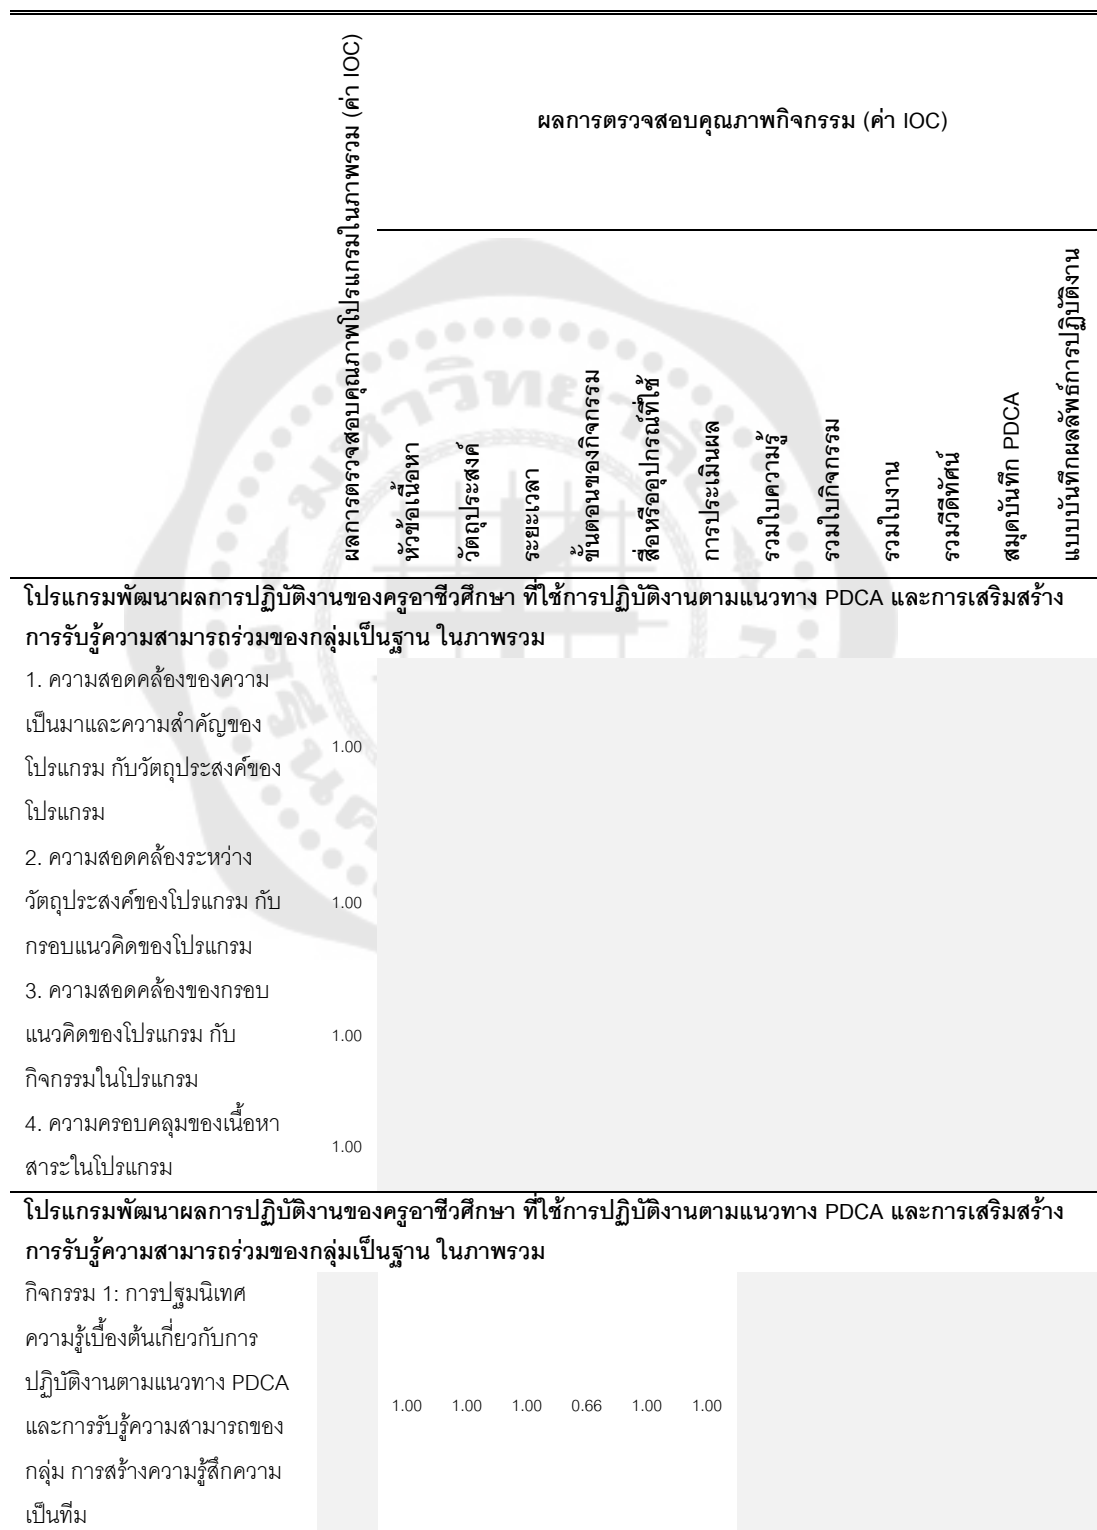 ผลการตรวจสอบคุณภาพโปรแกรมในภาพรวม (ค่า IOC)
ผลการตรวจสอบคุณภาพกิจกรรม (ค่า IOC)
หัวข้อเนื้อหา
วัตถุประสงค์
ระยะเวลา
ขั้นตอนของกิจกรรม
สื่อหรืออุปกรณ์ที่ใช้
การประเมินผล
รวมใบความรู้
รวมใบกิจกรรม
รวมใบงาน
รวมวีดีทัศน์
สมุดบันทึก PDCA
แบบบันทึกผลลัพธ์การปฏิบัติงาน
โปรแกรมพัฒนาผลการปฏิบัติงานของครูอาชีวศึกษา ที่ใช้การปฏิบัติงานตามแนวทาง PDCA และการเสริมสร้าง
การรับรู้ความสามารถร่วมของกลุ่มเป็นฐาน ในภาพรวม
1. ความสอดคล้องของความ
เป็นมาและความสำคัญของ
โปรแกรม กับวัตถุประสงค์ของ
โปรแกรม
1.00
2. ความสอดคล้องระหว่าง
วัตถุประสงค์ของโปรแกรม กับ
กรอบแนวคิดของโปรแกรม
1.00
3. ความสอดคล้องของกรอบ
แนวคิดของโปรแกรม กับ
กิจกรรมในโปรแกรม
1.00
4. ความครอบคลุมของเนื้อหา
สาระในโปรแกรม
1.00
โปรแกรมพัฒนาผลการปฏิบัติงานของครูอาชีวศึกษา ที่ใช้การปฏิบัติงานตามแนวทาง PDCA และการเสริมสร้าง
การรับรู้ความสามารถร่วมของกลุ่มเป็นฐาน ในภาพรวม
กิจกรรม 1: การปฐมนิเทศ
ความรู้เบื้องต้นเกี่ยวกับการ
ปฏิบัติงานตามแนวทาง PDCA
และการรับรู้ความสามารถของ
กลุ่ม การสร้างความรู้สึกความ
เป็นทีม
1.00 1.00 1.00 0.66 1.00 1.00